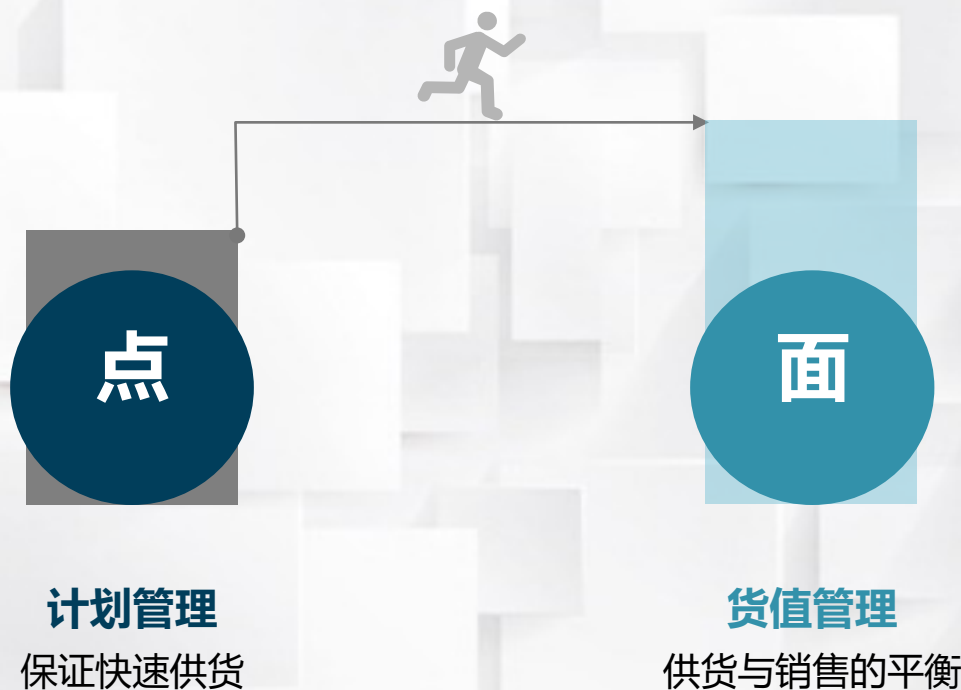 点
面
计划管理
保证快速供货
货值管理
供货与销售的平衡